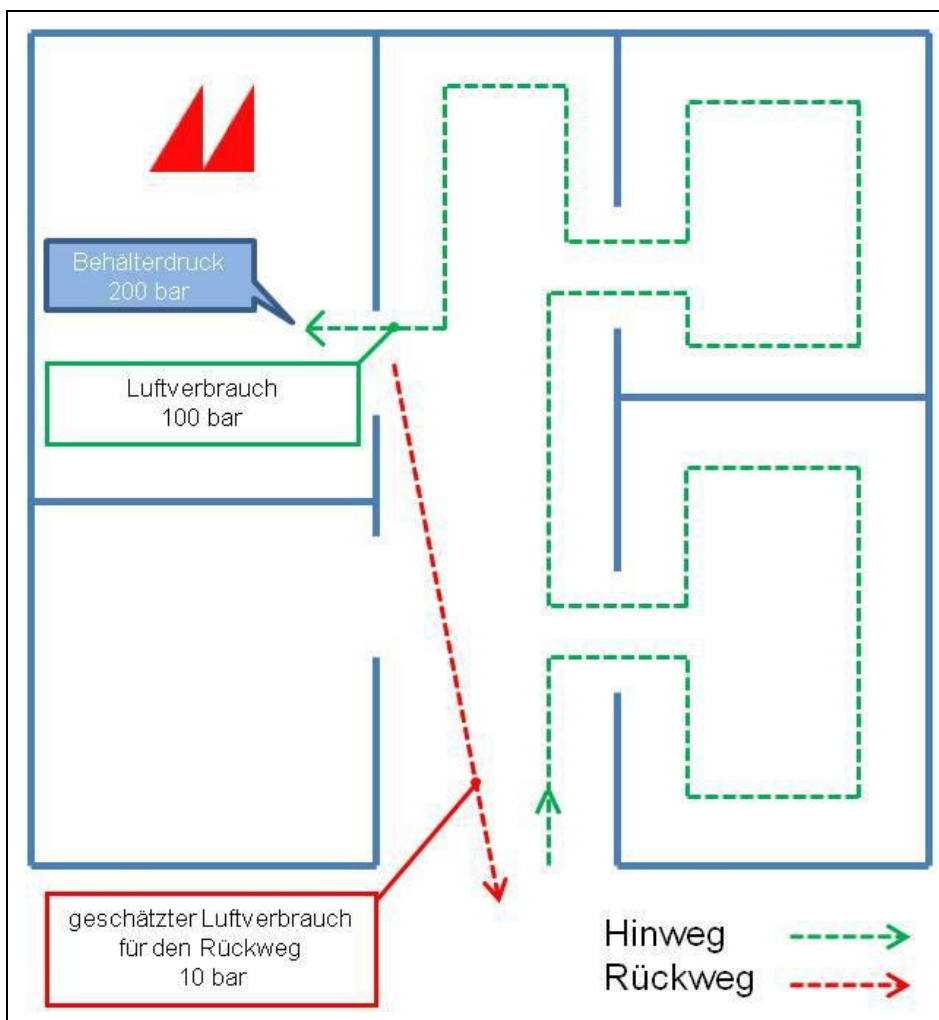 Behälterdruck
200 bar
Luftverbrauch
100 bar
geschätzter Luftverbrauch
für den Rückweg
10 bar
Hinweg
Rückweg